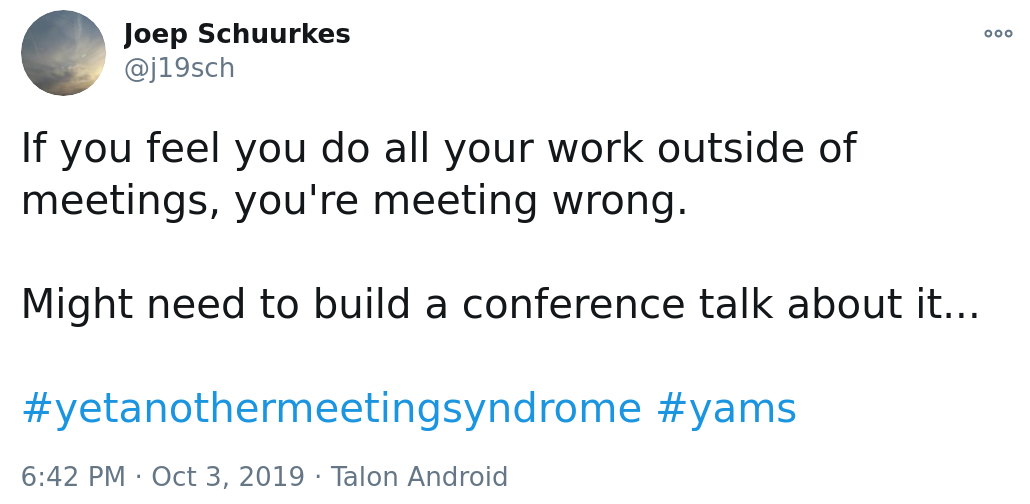 Joep Schuurkes
@j19sch
If you feel you do all your work outside of
meetings, you're meeting wrong.
Might need to build a conference talk about it...
#yetanothermeetingsyndrome #yams
6:42 PM · Oct 3, 2019 · Talon Android